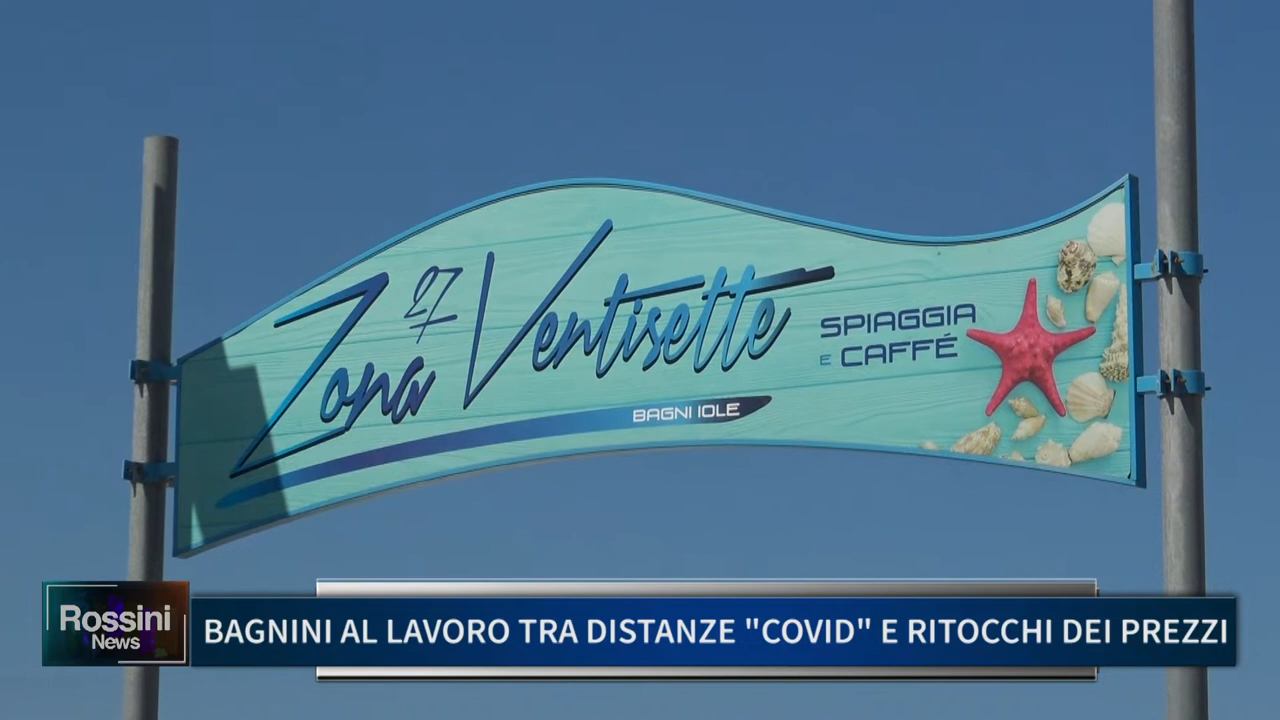 27
Zona Ventisette
SPIAGGIA
E CAFFÉ
BAGNI IOLE
Rossini
News
BAGNINI AL LAVORO TRA DISTANZE "COVID" E RITOCCHI DEI PREZZI